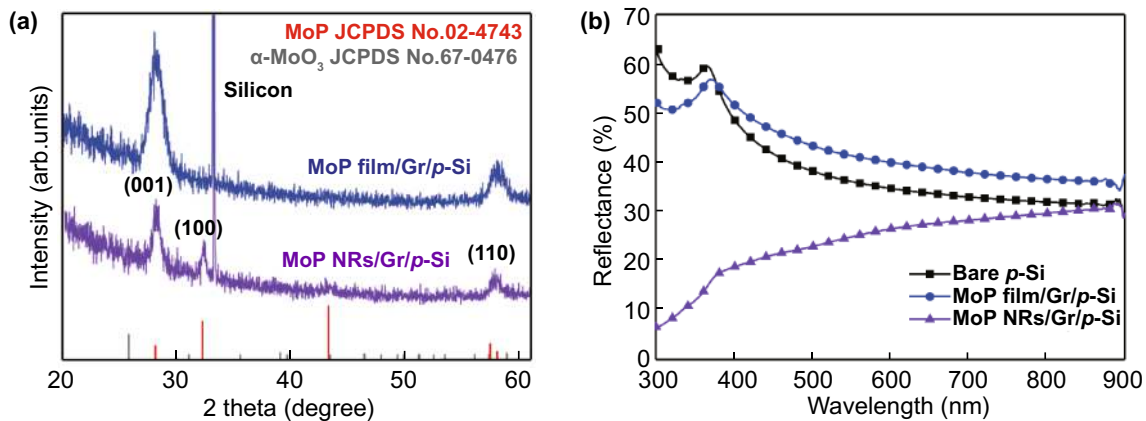 (a)
MoP JCPDS No.02-4743
α-MoO3 JCPDS No.67-0476
Silicon
MoP film/Gr/p-Si
(001)
(100)
(110)
MoP NRs/Gr/p-Si
Intensity (arb.units)
20 30 40 50 60
2 theta (degree)
(b)
70
60
50
40
30
20
10
0
Reflectance (%)
Bare p-Si
MoP film/Gr/p-Si
MoP NRs/Gr/p-Si
300 400 500 600 700 800 900
Wavelength (nm)